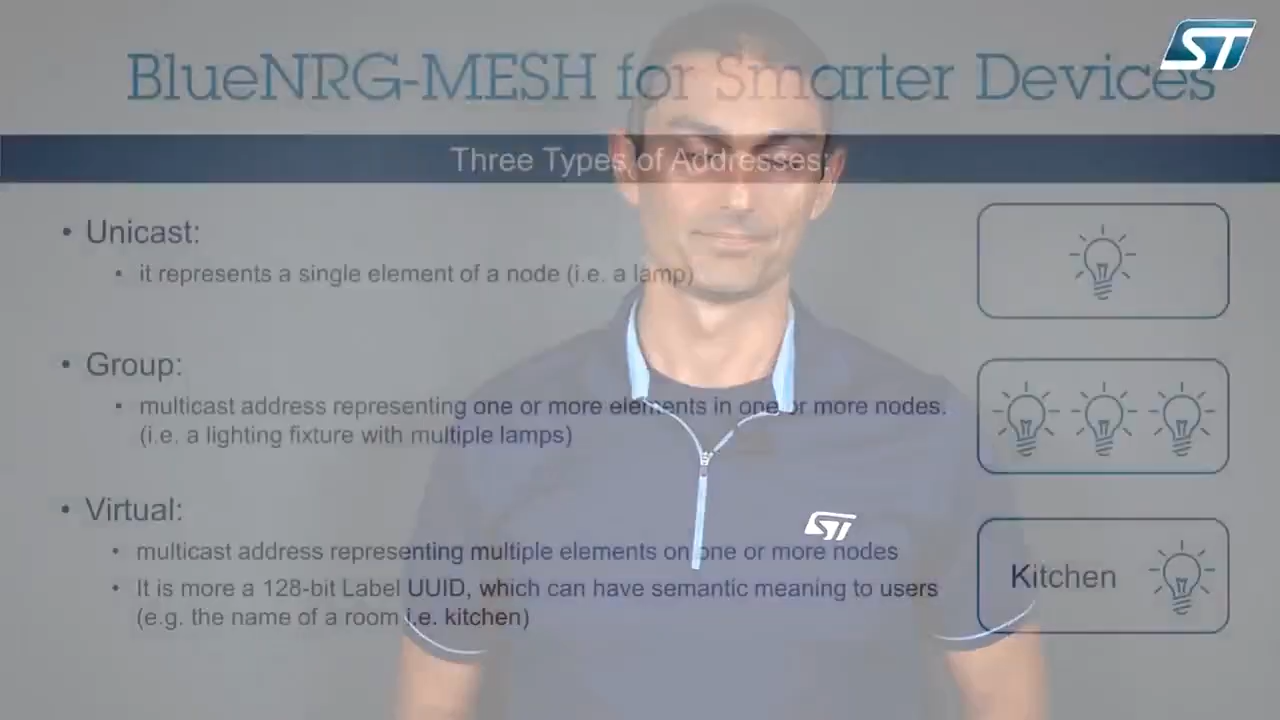 ST
BlueNRG-MESH for Smarter Devices
Three Types of Addresses:
• Unicast:
• it represents a single element of a node (i.e. a lamp)
• Group:
• multicast address representing one or more elements in one or more nodes.
(i.e. a lighting fixture with multiple lamps)
• Virtual:
ST
• multicast address representing multiple elements on one or more nodes
• It is more a 128-bit Label UUID, which can have semantic meaning to users
(e.g. the name of a room i.e. kitchen)
Kitchen